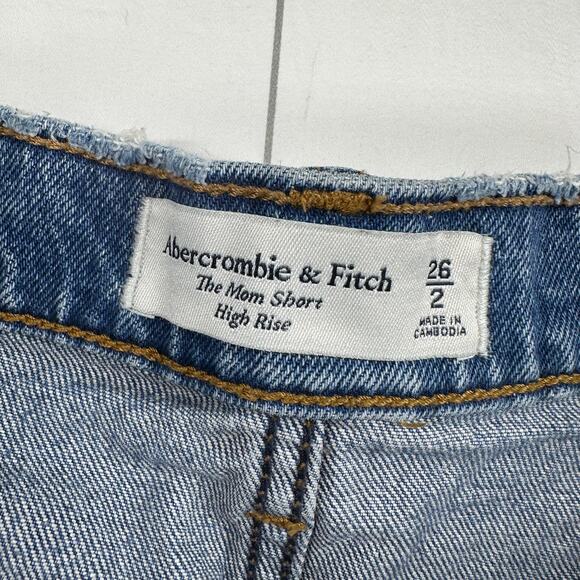 Abercrombie & Fitch
The Mom Short
High Rise
26
2
MADE IN
CAMBODIA